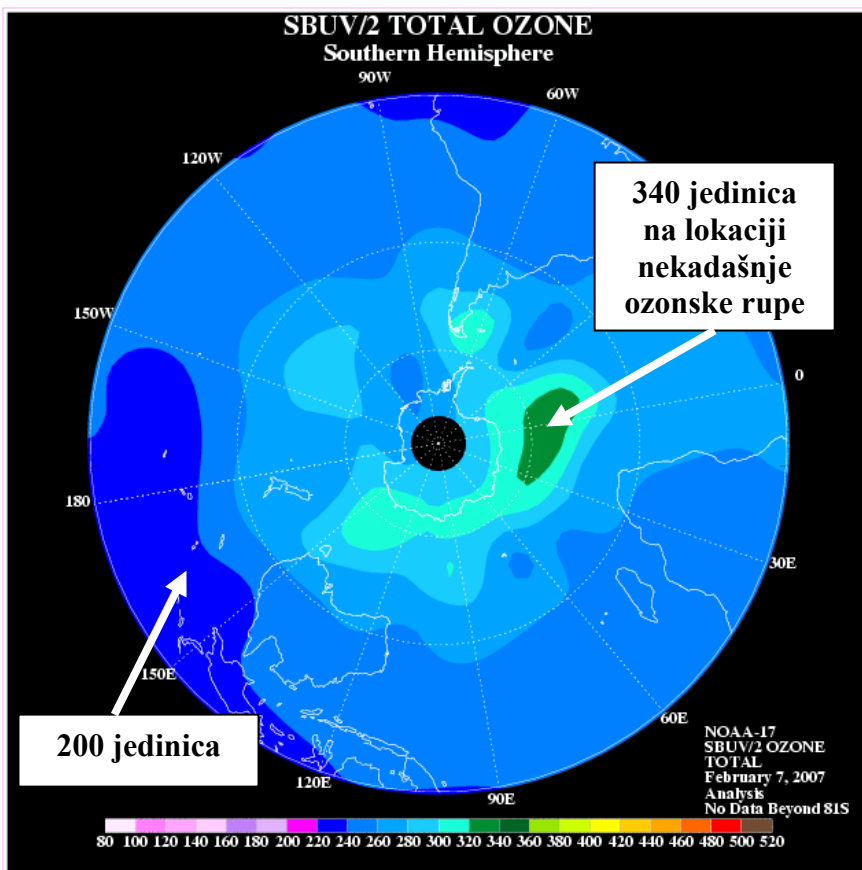 SBUV/2 TOTAL OZONE
Southern Hemisphere
90W
60W
120W
340 jedinica
na lokaciji
nekadašnje
ozonske rupe
150W
0
180
30E
150E
200 jedinica
60E
120E
90E
NOAA-17
SBUV/2 OZONE
TOTAL
February 7, 2007
Analysis
No Data Beyond 81S
80 100 120 140 160 180 200 220 240 260 280 300 320 340 360 380 400 420 440 460 480 500 520